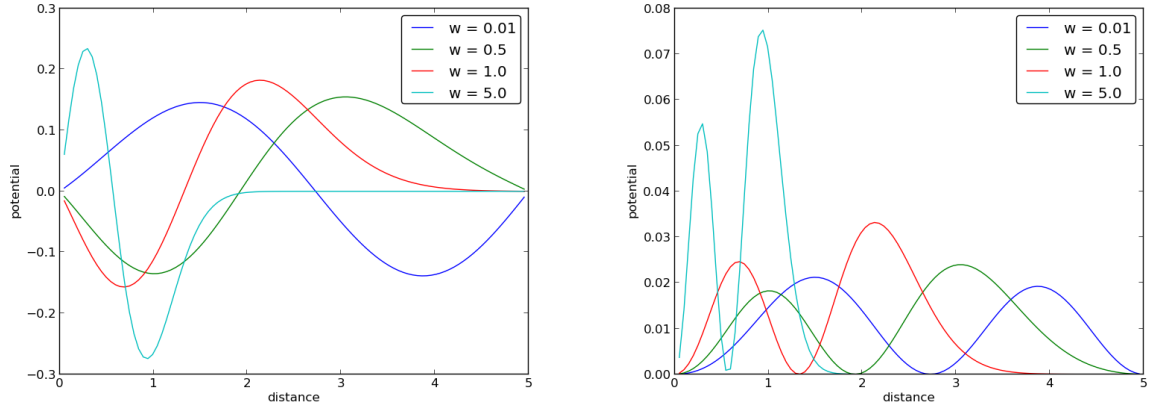 0.3
0.2
0.1
0.0
−0.1
−0.2
−0.3
potential
0 1 2 3 4 5
distance
w = 0.01
w = 0.5
w = 1.0
w = 5.0
0.08
0.07
0.06
0.05
0.04
0.03
0.02
0.01
0.00
potential
0 1 2 3 4 5
distance
w = 0.01
w = 0.5
w = 1.0
w = 5.0